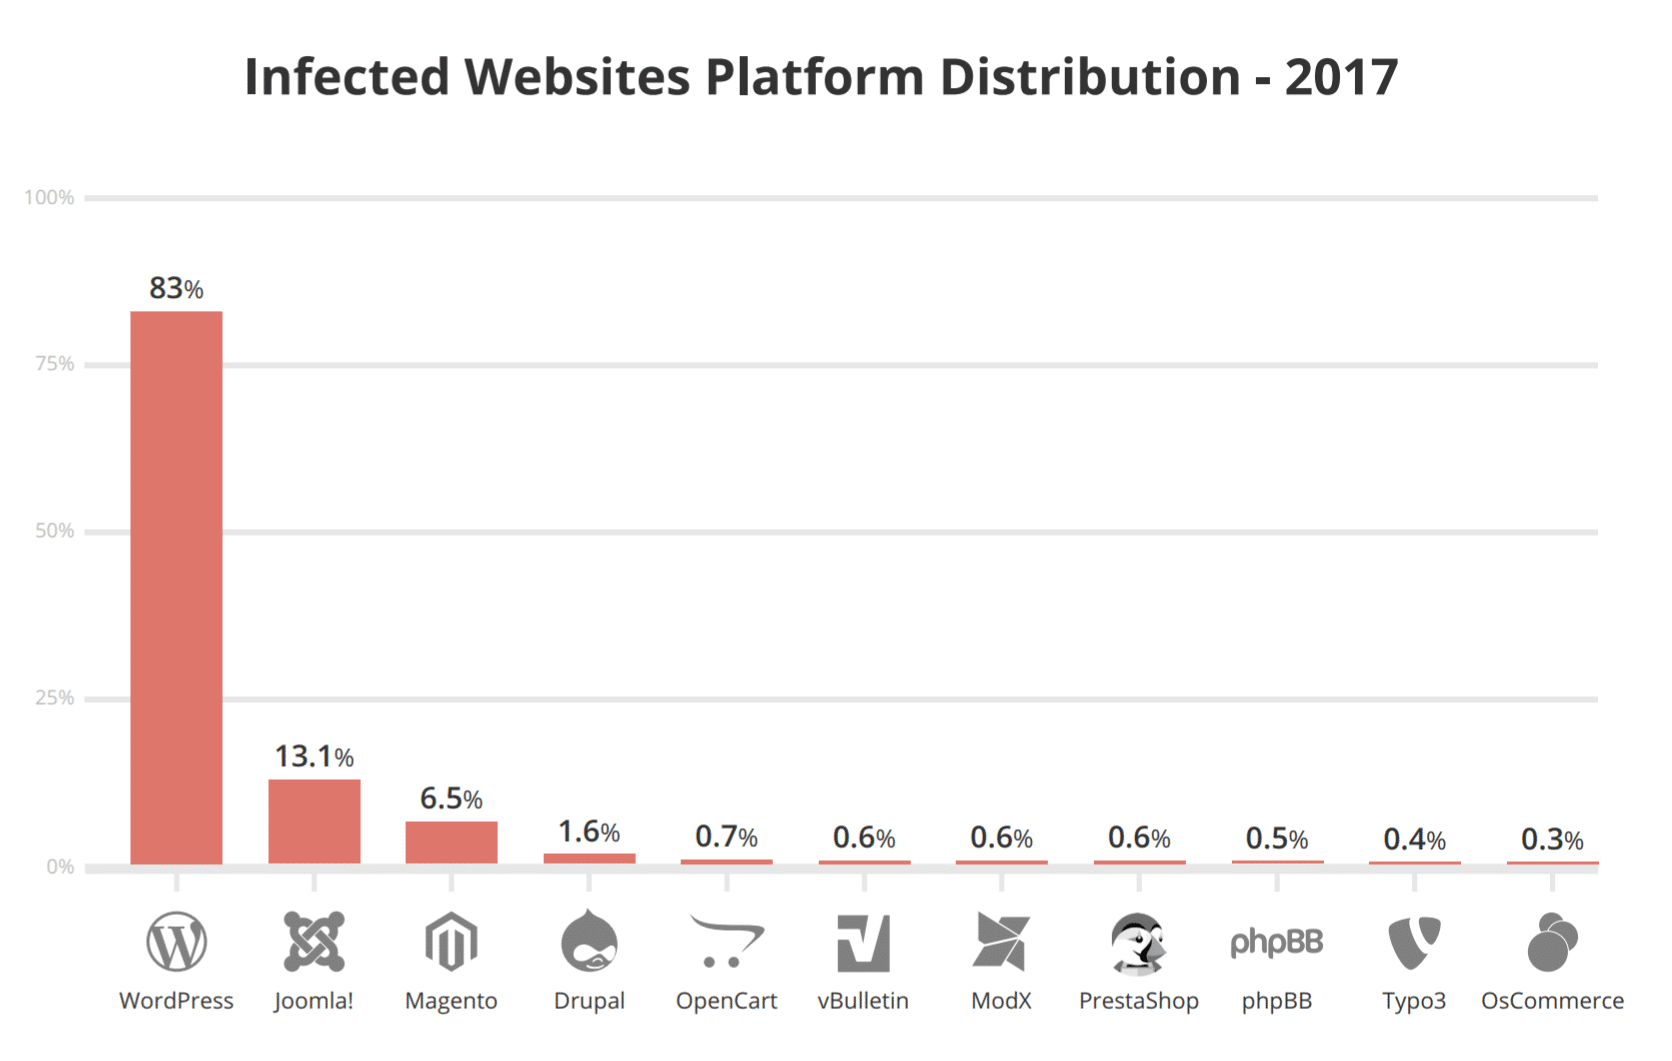 Infected Websites Platform Distribution - 2017
100%
83%
75%
50%
25%
13.1%
6.5%
1.6%
0.7%
0.6%
0.6%
0.6%
0.5%
0.4%
0.3%
0%
phpBB
WordPress
Joomla!
Magento
Drupal
OpenCart
vBulletin
ModX
PrestaShop
phpBB
Typo3
OsCommerce